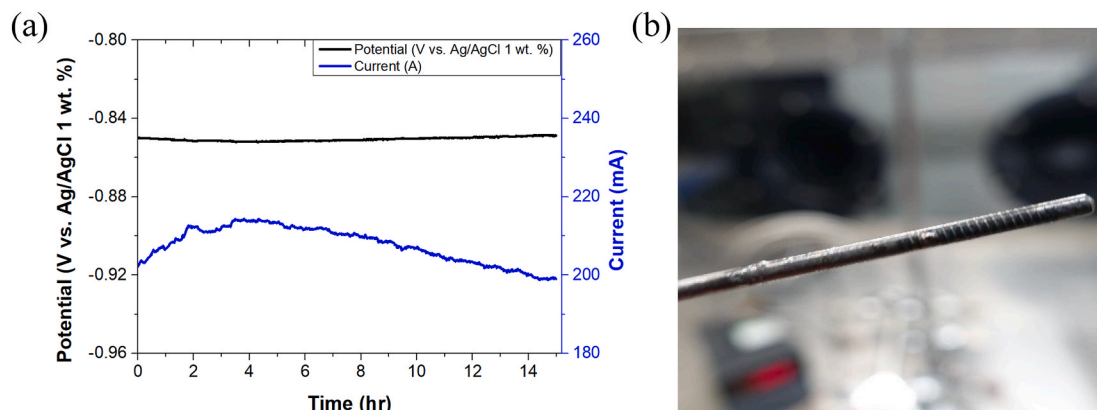 (a)
(b)
Potential (V vs. Ag/AgCl 1 wt. %)
Current (A)
-0.80
-0.84
-0.88
-0.92
-0.96
260
240
220
200
180
0 2 4 6 8 10 12 14
Potential (V vs. Ag/AgCl 1 wt. %)
Current (mA)
Time (hr)